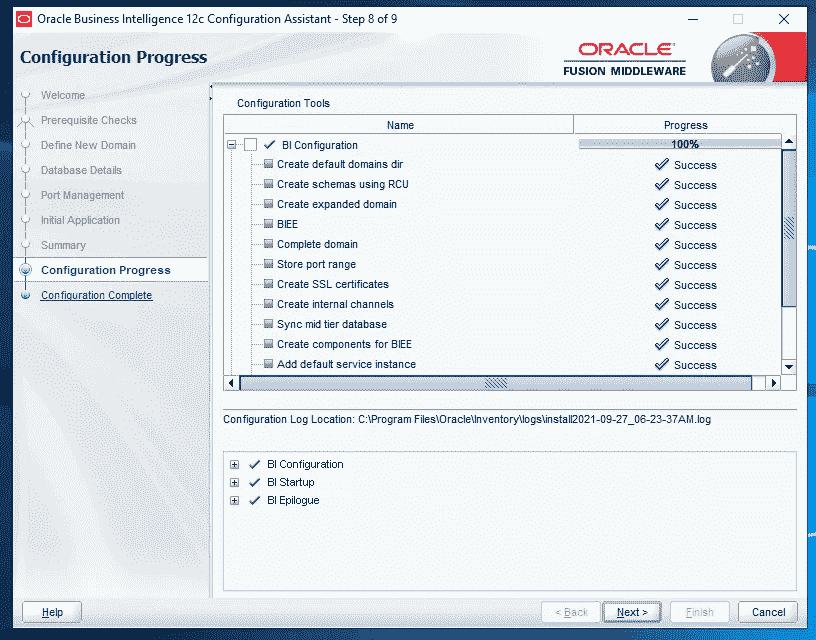 Oracle Business Intelligence 12c Configuration Assistant - Step 8 of 9
Configuration Progress
ORACLE
FUSION MIDDLEWARE
Welcome
Prerequisite Checks
Define New Domain
Database Details
Port Management
Initial Application
Summary
Configuration Progress
Configuration Complete
Configuration Tools
Name Progress
BI Configuration 100%
Create default domains dir Success
Create schemas using RCU Success
Create expanded domain Success
BIEE Success
Complete domain Success
Store port range Success
Create SSL certificates Success
Create internal channels Success
Sync mid tier database Success
Create components for BIEE Success
Add default service instance Success
Configuration Log Location: C:\Program Files\Oracle\Inventory\logs\install2021-09-27_06-23-37AM.log
BI Configuration
BI Startup
BI Epilogue
Help < Back Next > Finish Cancel